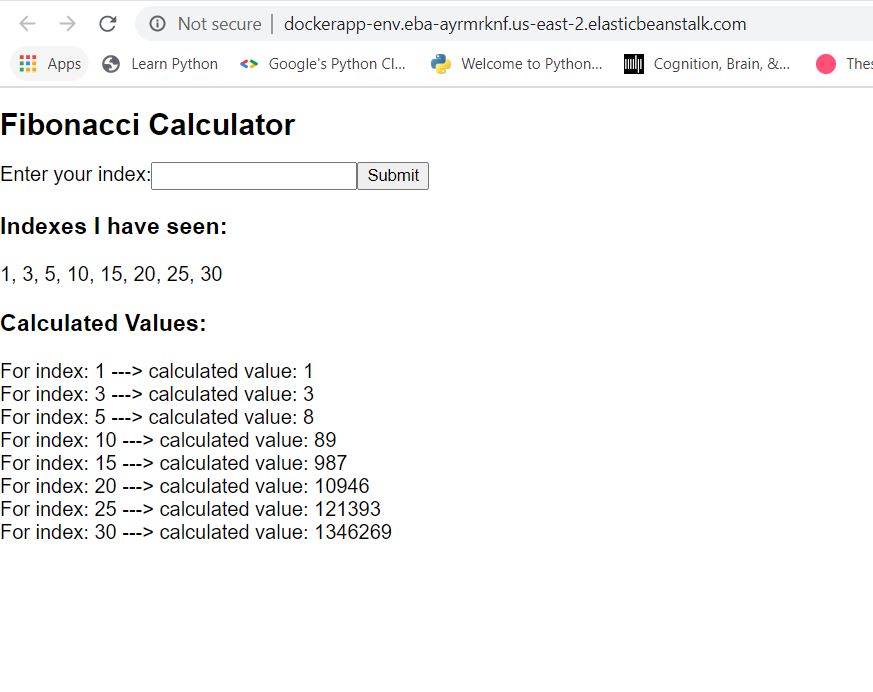 Not secure | dockerapp-env.eba-ayrmrknf.us-east-2.elasticbeanstalk.com
Apps Learn Python Google's Python Cl... Welcome to Python... Cognition, Brain, &... Thes
Fibonacci Calculator
Enter your index: Submit
Indexes I have seen:
1, 3, 5, 10, 15, 20, 25, 30
Calculated Values:
For index: 1 ---> calculated value: 1
For index: 3 ---> calculated value: 3
For index: 5 ---> calculated value: 8
For index: 10 ---> calculated value: 89
For index: 15 ---> calculated value: 987
For index: 20 ---> calculated value: 10946
For index: 25 ---> calculated value: 121393
For index: 30 ---> calculated value: 1346269